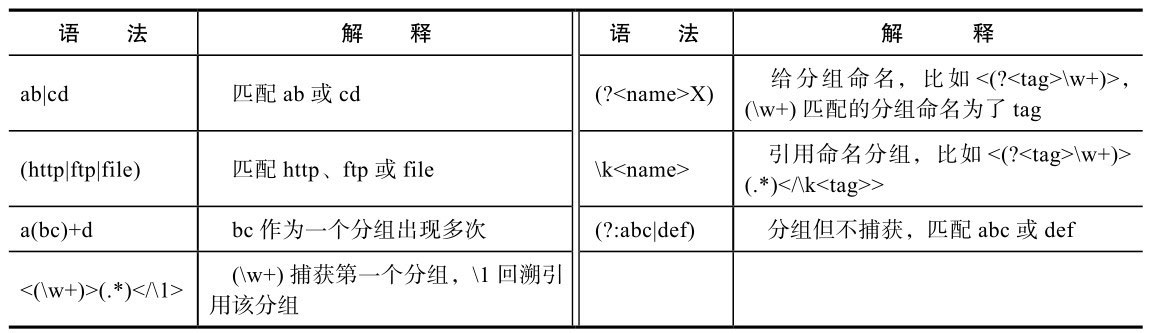 语 法 解 释 语 法 解 释
ab|cd 匹配 ab 或 cd (?<name>X) 给分组命名，比如 <(?<tag>\w+)>，
(\w+) 匹配的分组命名为了 tag
(http|ftp|file) 匹配 http、ftp 或 file \k<name> 引用命名分组，比如 <(?<tag>\w+)>
(.*)</\k<tag>>
a(bc)+d bc 作为一个分组出现多次 (?:abc|def) 分组但不捕获，匹配 abc 或 def
<(\w+)>(.*)</\1> (\w+) 捕获第一个分组，\1 回溯引
用该分组